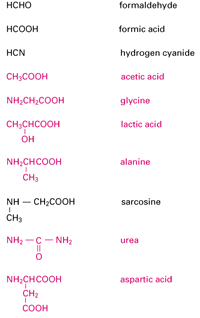 HCHO formaldehyde
HCOOH formic acid
HCN hydrogen cyanide
CH₃COOH acetic acid
NH₂CH₂COOH glycine
CH₃CHCOOH lactic acid
OH
NH₂CHCOOH alanine
CH₃
NH — CH₂COOH sarcosine
CH₃
NH₂ — C — NH₂ urea
O
NH₂CHCOOH aspartic acid
CH₂
COOH